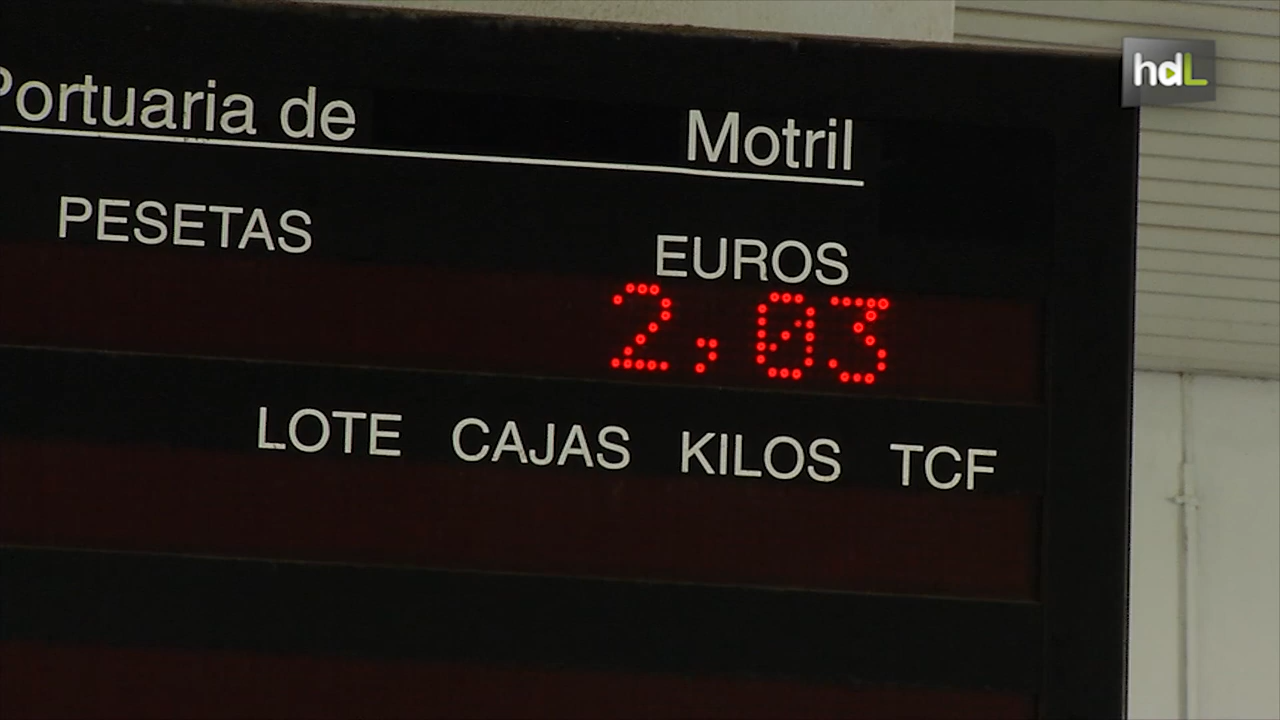 Portuaria de Motril
hdL
PESETAS EUROS
2,03
LOTE CAJAS KILOS TCF